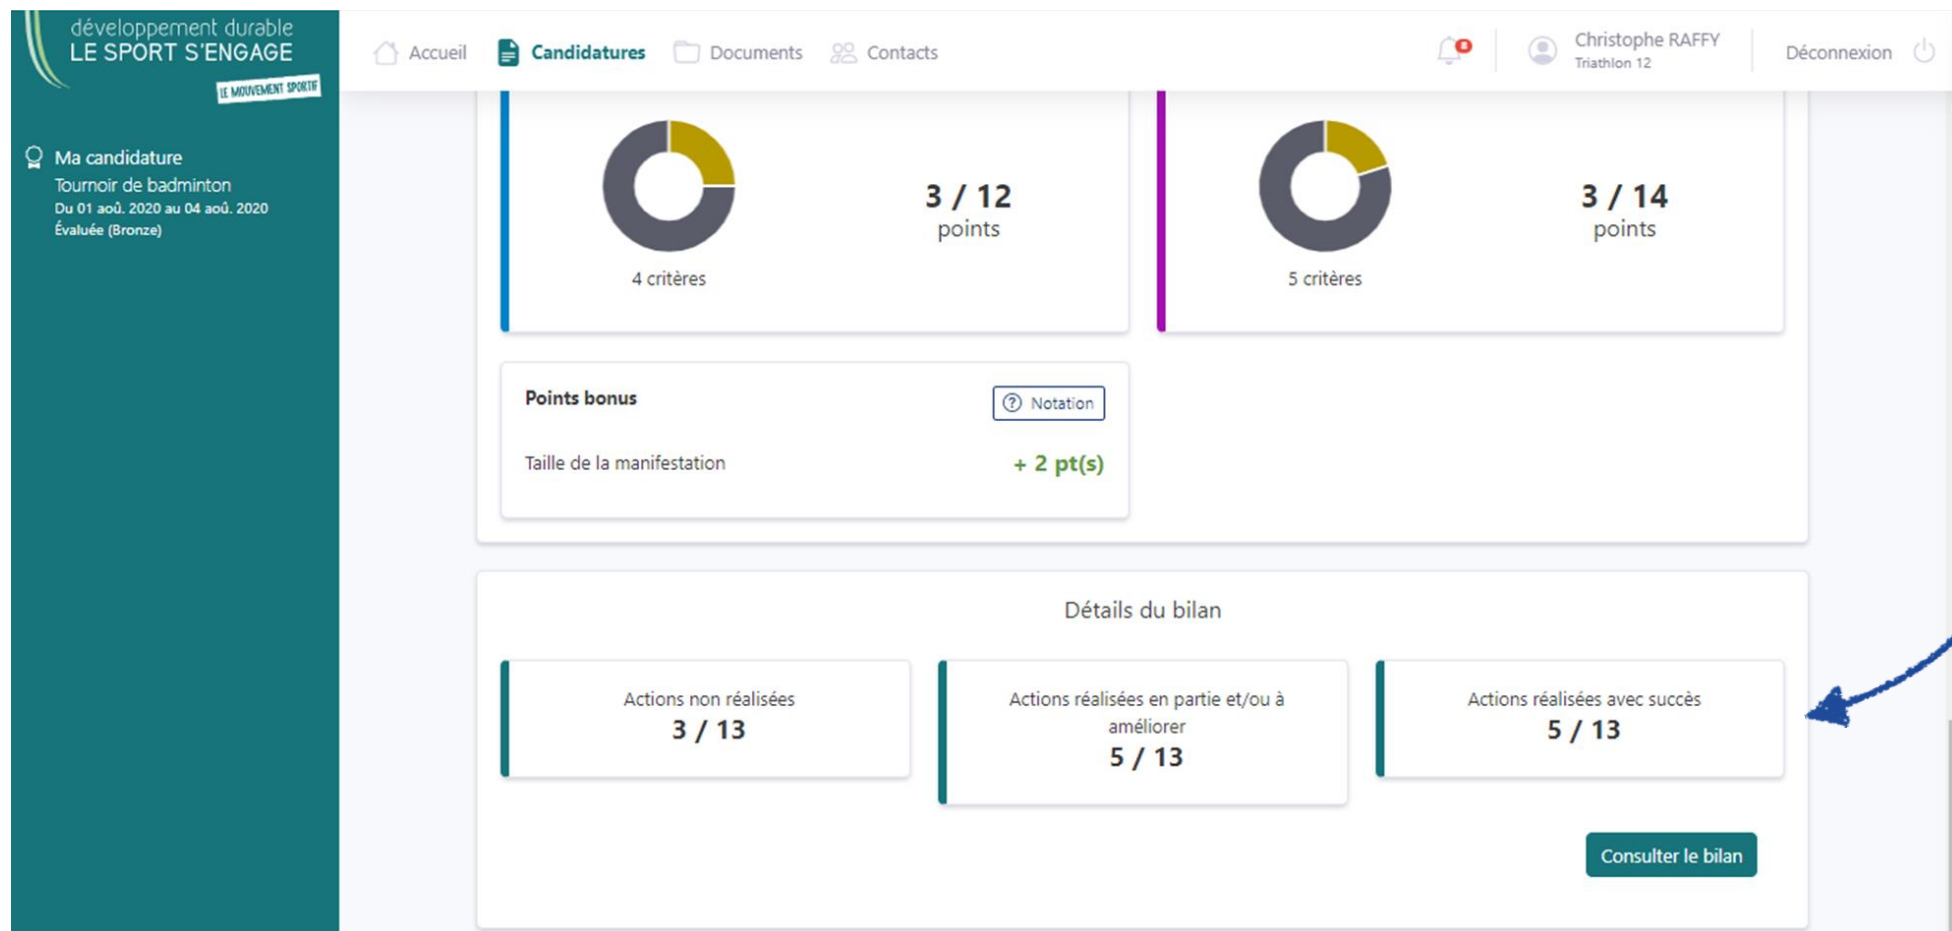 développement durable
LE SPORT S'ENGAGE
LE MOUVEMENT SPORTIF
Accueil
Candidatures
Documents
Contacts
8
Christophe RAFFY
Triathlon 12
Déconnexion
Ma candidature
Tournoir de badminton
Du 01 aoû. 2020 au 04 aoû. 2020
Évaluée (Bronze)
3 / 12
points
4 critères
3 / 14
points
5 critères
Points bonus
Notation
Taille de la manifestation
+ 2 pt(s)
Détails du bilan
Actions non réalisées
3 / 13
Actions réalisées en partie et/ou à
améliorer
5 / 13
Actions réalisées avec succès
5 / 13
Consulter le bilan